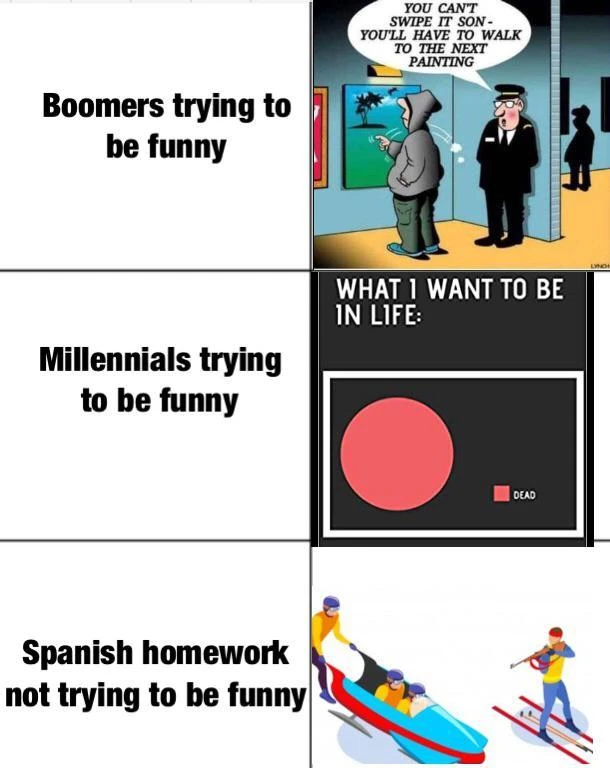 Boomers trying to
be funny
YOU CAN'T
SWIPE IT SON -
YOU'LL HAVE TO WALK
TO THE NEXT
PAINTING
LYNCH
Millennials trying
to be funny
WHAT I WANT TO BE
IN LIFE:
DEAD
Spanish homework
not trying to be funny